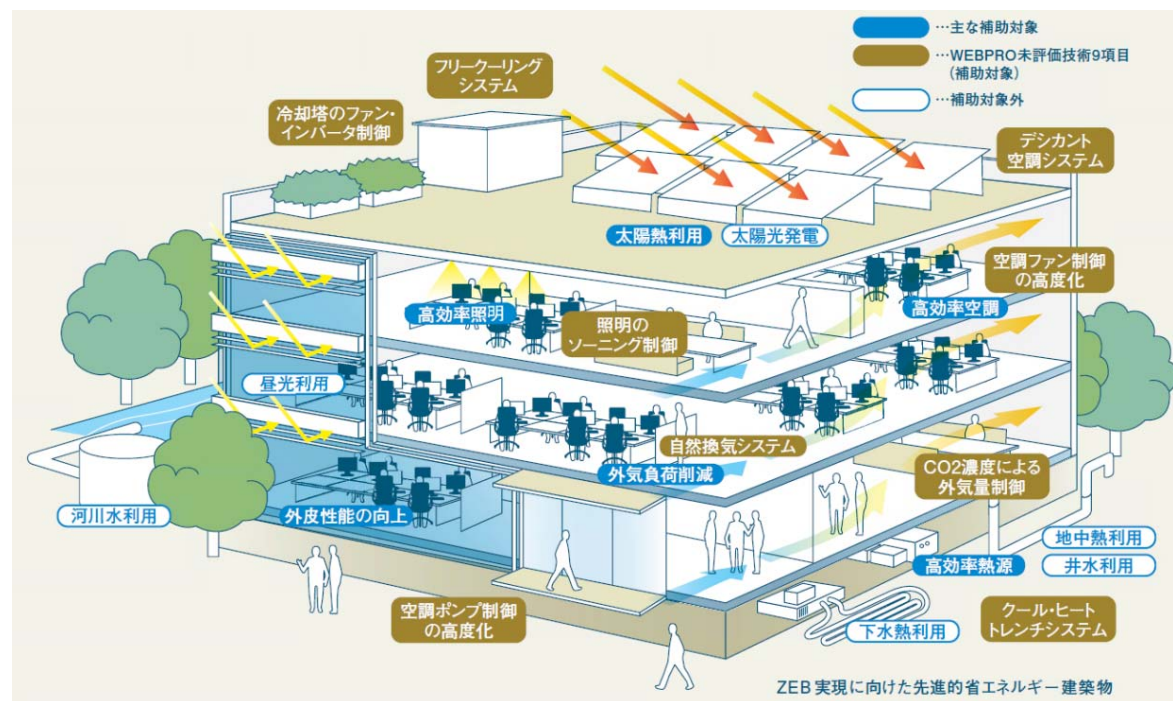 …主な補助対象
…WEBPRO未評価技術9項目
(補助対象)
…補助対象外
フリークーリング
システム
冷却塔のファン・
インバータ制御
デシカント
空調システム
太陽熱利用
太陽光発電
空調ファン制御
の高度化
高効率照明
高効率空調
照明の
ゾーニング制御
昼光利用
自然換気システム
外気負荷削減
CO2濃度による
外気量制御
河川水利用
外皮性能の向上
地中熱利用
高効率熱源
井水利用
空調ポンプ制御
の高度化
下水熱利用
クール・ヒート
トレンチシステム
ZEB実現に向けた先進的省エネルギー建築物